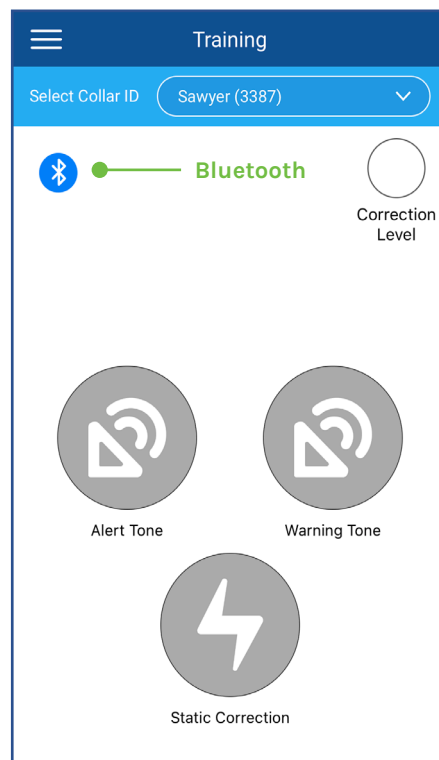 Training
Select Collar ID
Sawyer (3387)
Bluetooth
Correction
Level
Alert Tone
Warning Tone
Static Correction